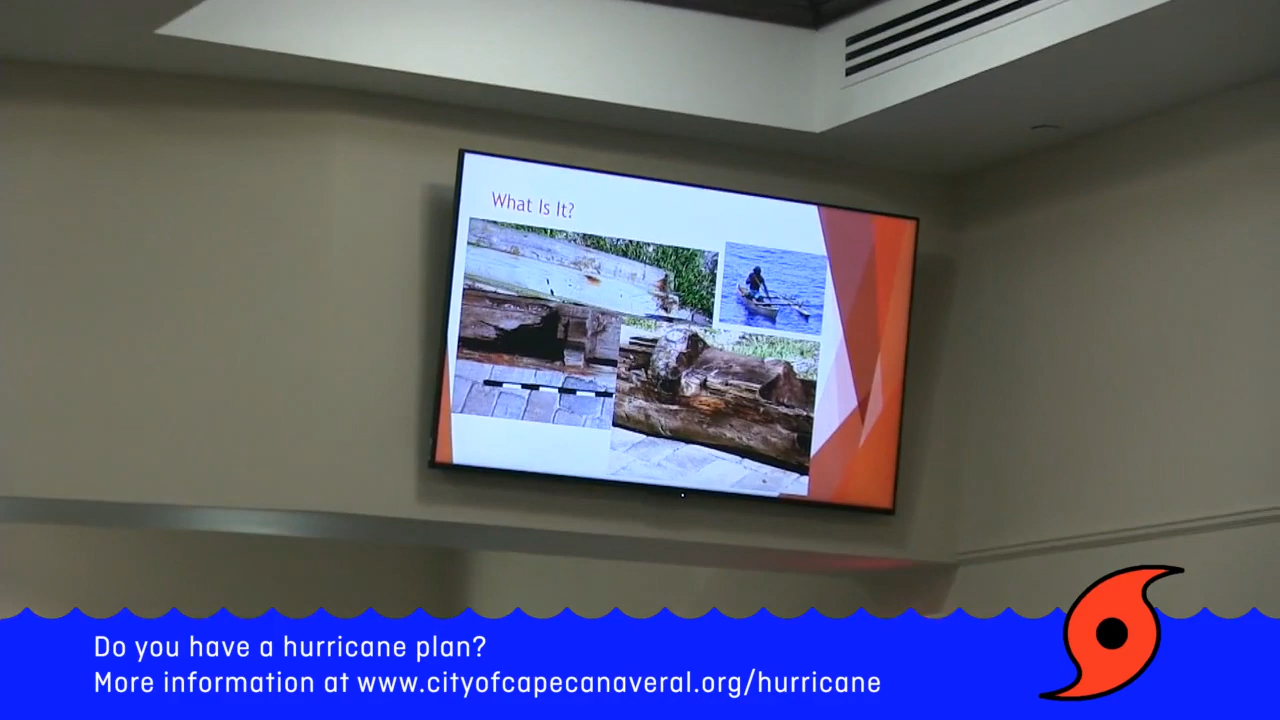 What Is It?
Do you have a hurricane plan?
More information at www.cityofcapecanaveral.org/hurricane